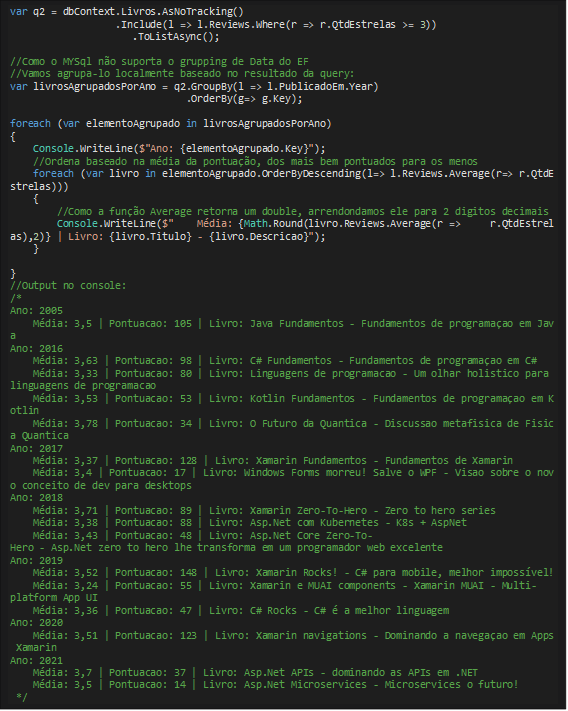 var q2 = dbContext.Livros.AsNoTracking()
.Include(l => l.Reviews.Where(r => r.QtdEstrelas >= 3))
.ToListAsync();
//Como o MYSql não suporta o grupping de Data do EF
//Vamos agrupa-lo localmente baseado no resultado da query:
var livrosAgrupadosPorAno = q2.GroupBy(l => l.PublicadoEm.Year)
.OrderBy(g=> g.Key);
foreach (var elementoAgrupado in livrosAgrupadosPorAno)
{
Console.WriteLine($"Ano: {elementoAgrupado.Key}");
//Ordena baseado na média da pontuação, dos mais bem pontuados para os menos
foreach (var livro in elementoAgrupado.OrderByDescending(l=> l.Reviews.Average(r=> r.QtdE
strelas)))
{
//Como a função Average retorna um double, arrendondamos ele para 2 digitos decimais
Console.WriteLine($" Média: {Math.Round(livro.Reviews.Average(r => r.QtdEstrel
as),2)} | Livro: {livro.Titulo} - {livro.Descricao}");
}
}
//Output no console:
/*
Ano: 2005
Média: 3,5 | Pontuacao: 105 | Livro: Java Fundamentos - Fundamentos de programaçao em Jav
a
Ano: 2016
Média: 3,63 | Pontuacao: 98 | Livro: C# Fundamentos - Fundamentos de programaçao em C#
Média: 3,33 | Pontuacao: 80 | Livro: Linguagens de programacao - Um olhar holistico para
linguagens de programacao
Média: 3,53 | Pontuacao: 53 | Livro: Kotlin Fundamentos - Fundamentos de programaçao em K
otlin
Média: 3,78 | Pontuacao: 34 | Livro: O Futuro da Quantica - Discussao metafisica de Fisic
a Quantica
Ano: 2017
Média: 3,37 | Pontuacao: 128 | Livro: Xamarin Fundamentos - Fundamentos de Xamarin
Média: 3,4 | Pontuacao: 17 | Livro: Windows Forms morreu! Salve o WPF - Visao sobre o nov
o conceito de dev para desktops
Ano: 2018
Média: 3,71 | Pontuacao: 89 | Livro: Xamarin Zero-To-Hero - Zero to hero series
Média: 3,38 | Pontuacao: 88 | Livro: Asp.Net com Kubernetes - K8s + AspNet
Média: 3,43 | Pontuacao: 48 | Livro: Asp.Net Core Zero-To-
Hero - Asp.Net zero to hero lhe transforma em um programador web excelente
Ano: 2019
Média: 3,52 | Pontuacao: 148 | Livro: Xamarin Rocks! - C# para mobile, melhor impossível!
Média: 3,24 | Pontuacao: 55 | Livro: Xamarin e MUAI components - Xamarin MUAI - Multi-
platform App UI
Média: 3,36 | Pontuacao: 47 | Livro: C# Rocks - C# é a melhor linguagem
Ano: 2020
Média: 3,51 | Pontuacao: 123 | Livro: Xamarin navigations - Dominando a navegaçao em Apps
Xamarin
Ano: 2021
Média: 3,7 | Pontuacao: 37 | Livro: Asp.Net APIs - dominando as APIs em .NET
Média: 3,5 | Pontuacao: 14 | Livro: Asp.Net Microservices - Microservices o futuro!
*/